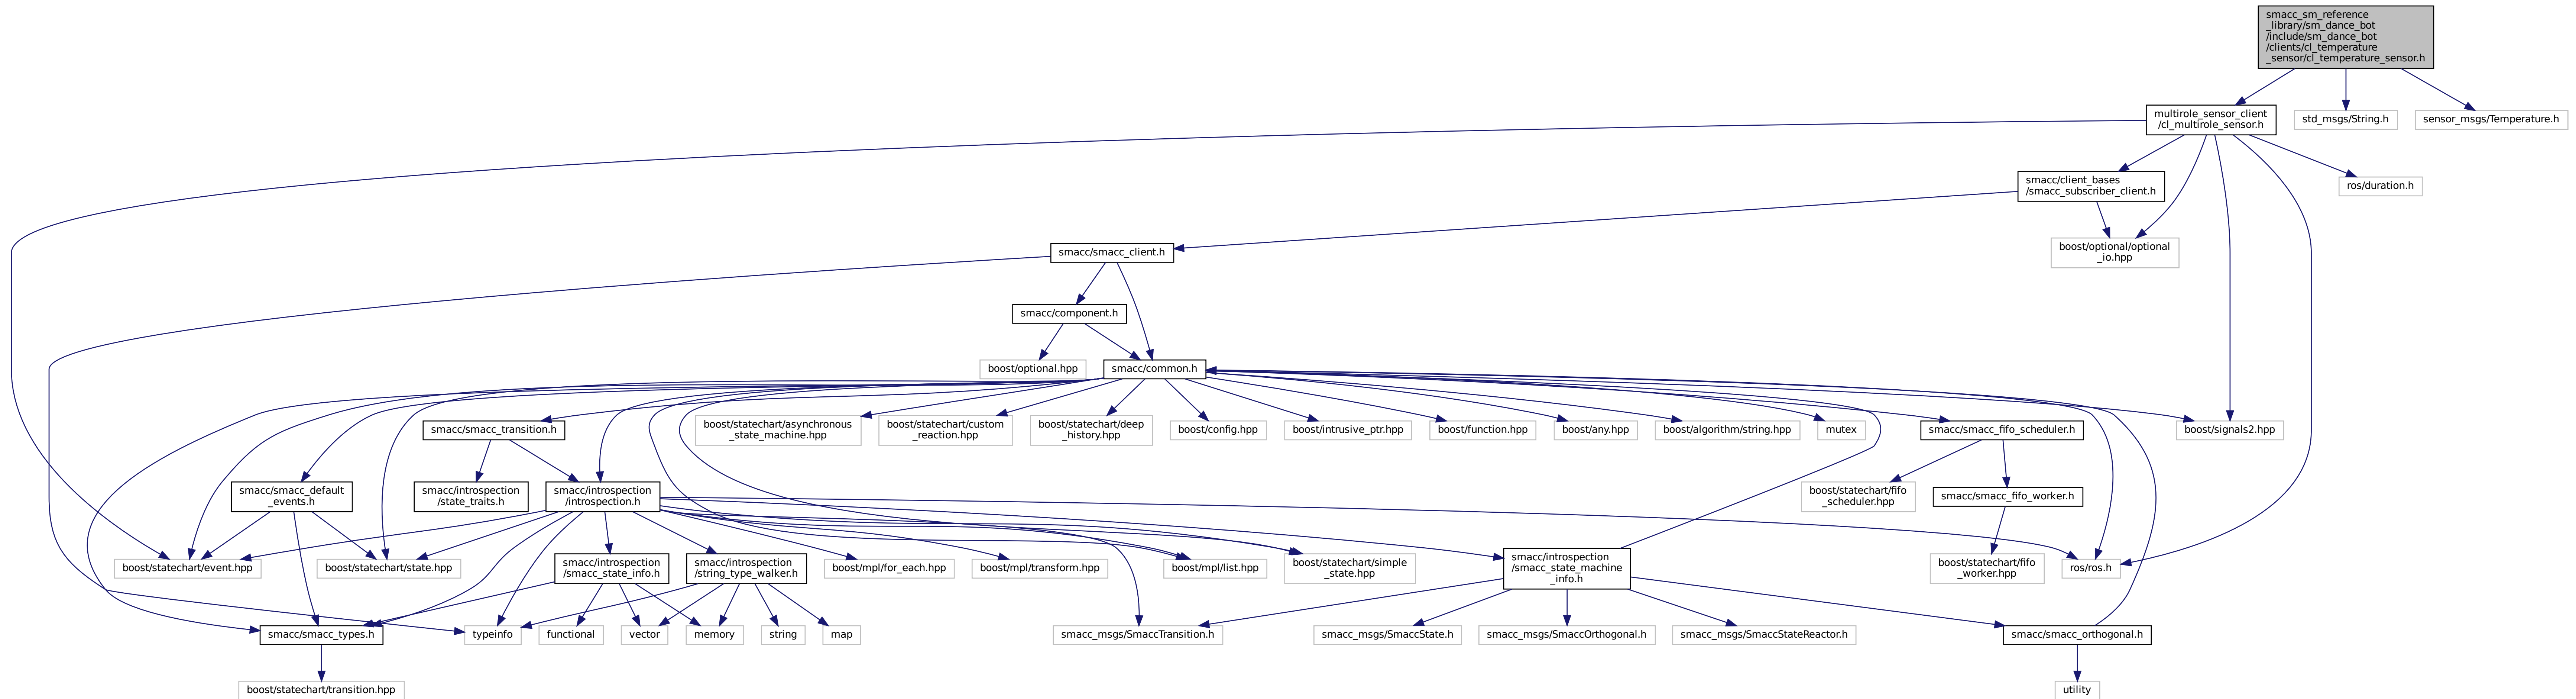 smacc_sm_reference
_library/sm_dance_bot
/include/sm_dance_bot
/clients/cl_temperature
_sensor/cl_temperature_sensor.h
multirole_sensor_client
/cl_multirole_sensor.h
std_msgs/String.h
sensor_msgs/Temperature.h
smacc/client_bases
/smacc_subscriber_client.h
ros/duration.h
smacc/smacc_client.h
boost/optional/optional
_io.hpp
smacc/component.h
boost/optional.hpp
smacc/common.h
smacc/smacc_transition.h
boost/statechart/asynchronous
_state_machine.hpp
boost/statechart/custom
_reaction.hpp
boost/statechart/deep
_history.hpp
boost/config.hpp
boost/intrusive_ptr.hpp
boost/function.hpp
boost/any.hpp
boost/algorithm/string.hpp
mutex
smacc/smacc_fifo_scheduler.h
boost/signals2.hpp
smacc/smacc_default
_events.h
smacc/introspection
/state_traits.h
smacc/introspection
/introspection.h
boost/statechart/fifo
_scheduler.hpp
smacc/smacc_fifo_worker.h
boost/statechart/event.hpp
boost/statechart/state.hpp
smacc/introspection
/smacc_state_info.h
smacc/introspection
/string_type_walker.h
boost/mpl/for_each.hpp
boost/mpl/transform.hpp
boost/mpl/list.hpp
boost/statechart/simple
_state.hpp
smacc/introspection
/smacc_state_machine
_info.h
boost/statechart/fifo
_worker.hpp
ros/ros.h
smacc/smacc_types.h
typeinfo
functional
vector
memory
string
map
smacc_msgs/SmaccTransition.h
smacc_msgs/SmaccState.h
smacc_msgs/SmaccOrthogonal.h
smacc_msgs/SmaccStateReactor.h
smacc/smacc_orthogonal.h
boost/statechart/transition.hpp
utility